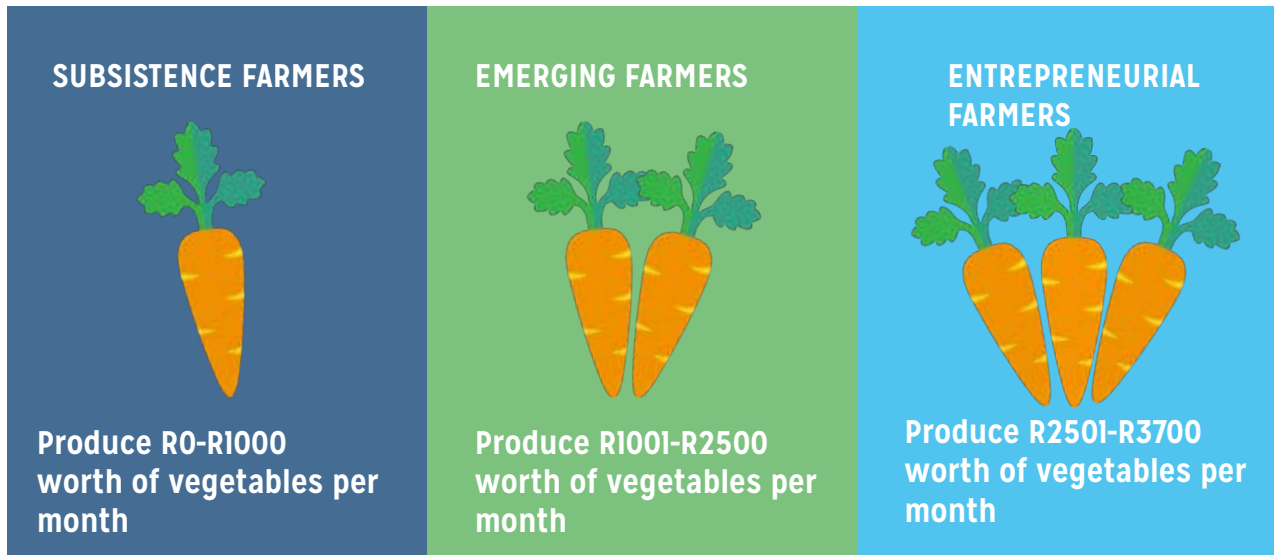 SUBSISTENCE FARMERS
Produce R0-R1000
worth of vegetables per
month
EMERGING FARMERS
Produce R1001-R2500
worth of vegetables per
month
ENTREPRENEURIAL
FARMERS
Produce R2501-R3700
worth of vegetables per
month